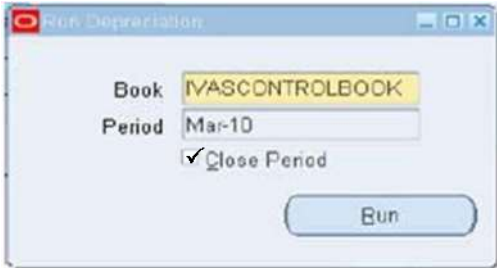 Run Depreciation
Book IVASCONTROLBOOK
Period Mar-10
Close Period
Run